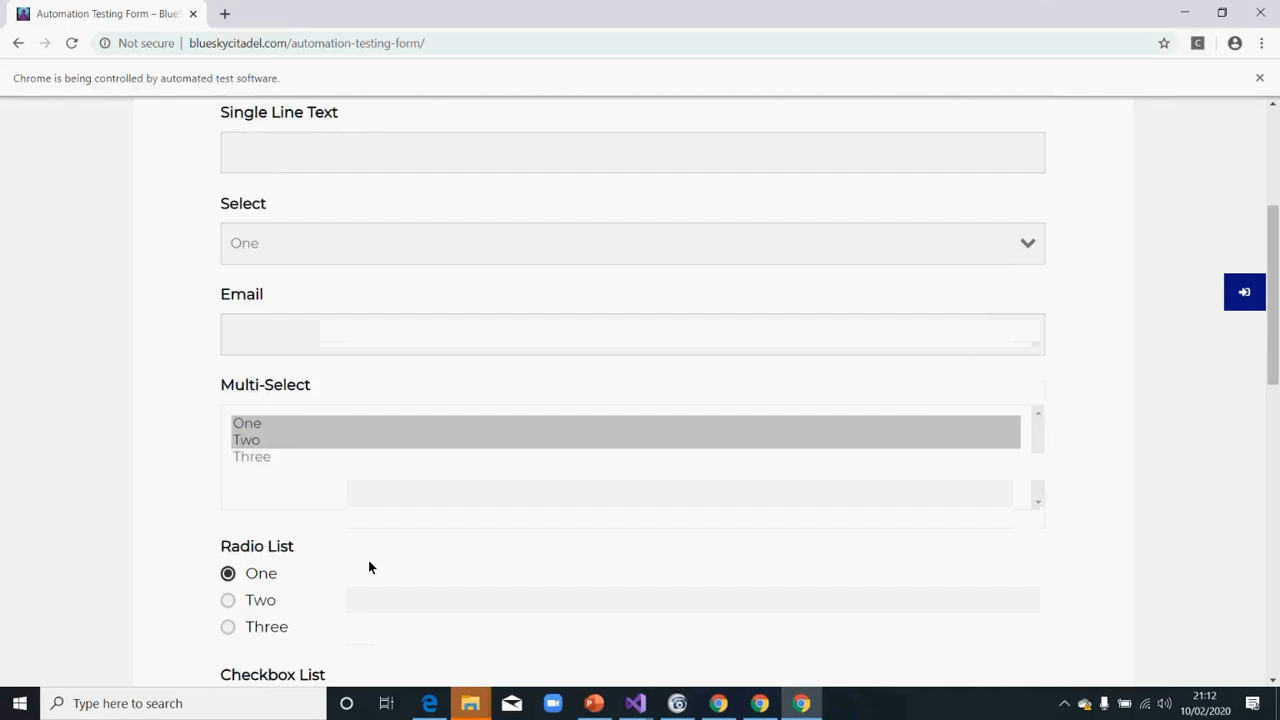 Automation Testing Form – BlueS
Not secure
blueskycitadel.com/automation-testing-form/
Chrome is being controlled by automated test software.
Single Line Text
Select
One
Email
Multi-Select
One
Two
Three
Radio List
One
Two
Three
Checkbox List
Type here to search
21:12
10/02/2020